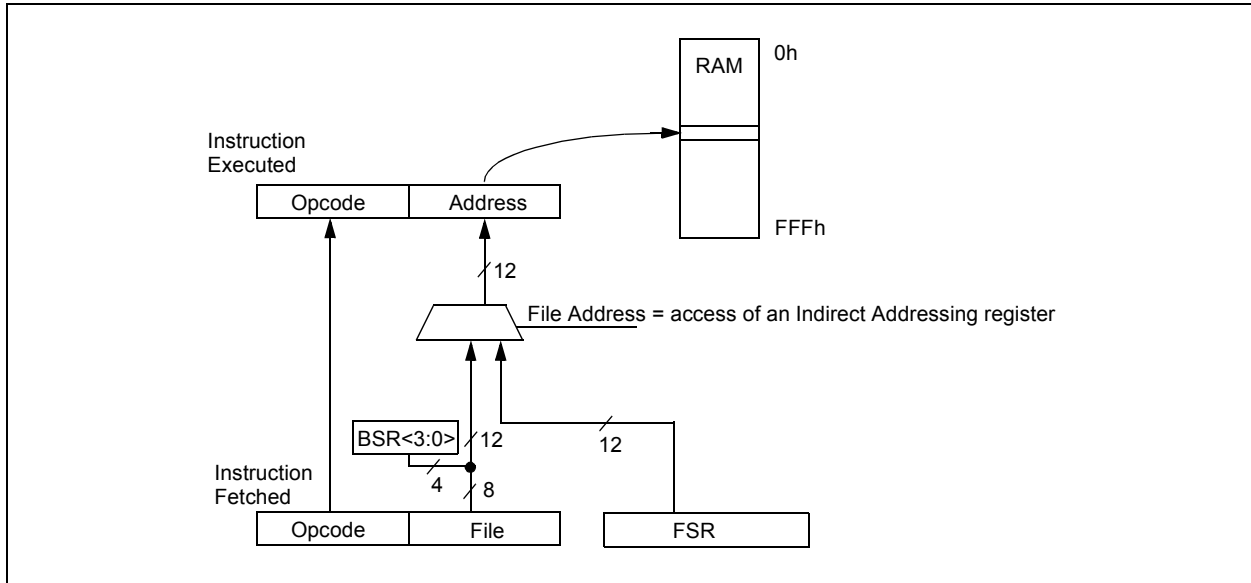 RAM
0h
Instruction
Executed
Opcode
Address
FFFh
12
File Address = access of an Indirect Addressing register
BSR<3:0>
12
12
4
8
Instruction
Fetched
Opcode
File
FSR